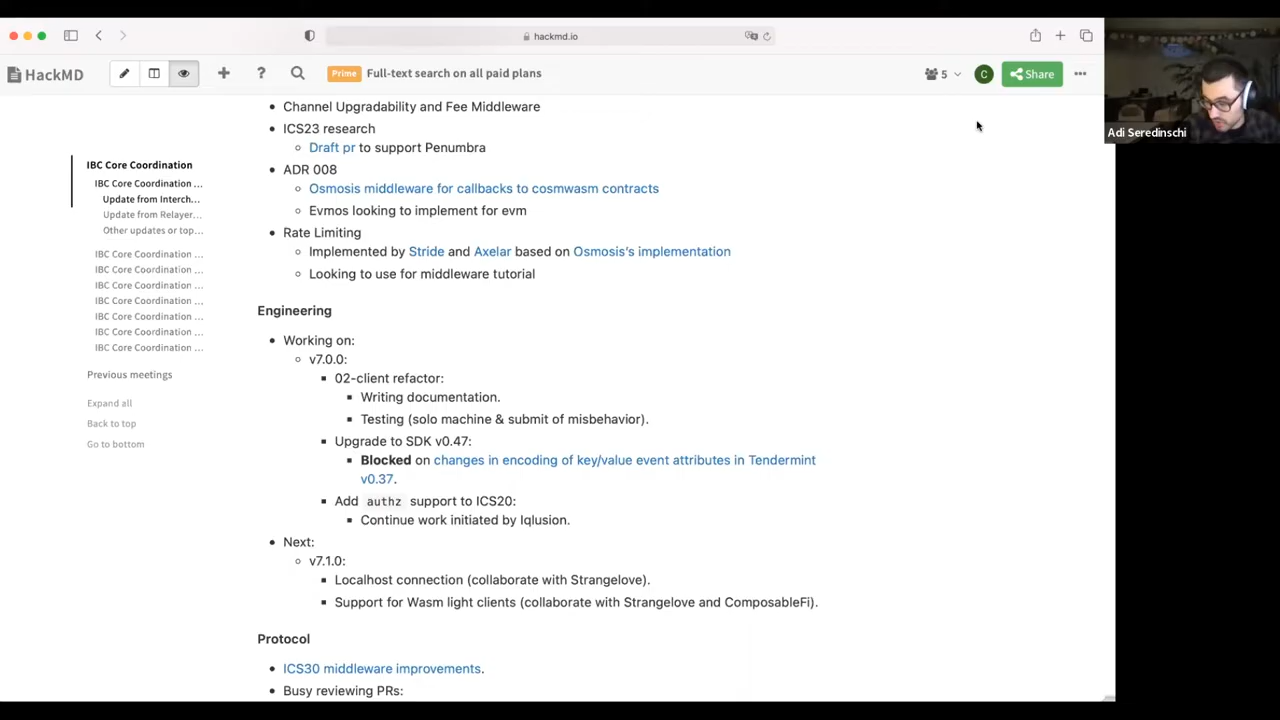 hackmd.io
HackMD
Prime Full-text search on all paid plans
5
C
Share
Adi Seredinschi
IBC Core Coordination
IBC Core Coordination ...
Update from Interch...
Update from Relayer...
Other updates or top...
IBC Core Coordination ...
IBC Core Coordination ...
IBC Core Coordination ...
IBC Core Coordination ...
IBC Core Coordination ...
IBC Core Coordination ...
IBC Core Coordination ...
Previous meetings
Expand all
Back to top
Go to bottom
Channel Upgradability and Fee Middleware
ICS23 research
Draft pr to support Penumbra
ADR 008
Osmosis middleware for callbacks to cosmwasm contracts
Evmos looking to implement for evm
Rate Limiting
Implemented by Stride and Axelar based on Osmosis's implementation
Looking to use for middleware tutorial
Engineering
Working on:
v7.0.0:
02-client refactor:
Writing documentation.
Testing (solo machine & submit of misbehavior).
Upgrade to SDK v0.47:
Blocked on changes in encoding of key/value event attributes in Tendermint
v0.37.
Add authz support to ICS20:
Continue work initiated by Iqlusion.
Next:
v7.1.0:
Localhost connection (collaborate with Strangelove).
Support for Wasm light clients (collaborate with Strangelove and ComposableFi).
Protocol
ICS30 middleware improvements.
Busy reviewing PRs: